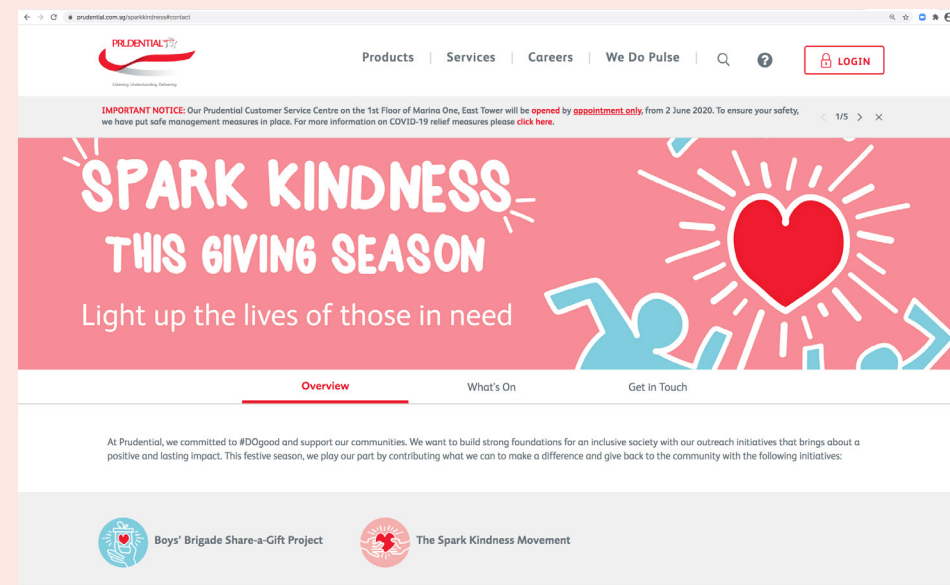 prudential.com.sg/sparkkindness#contact
PRUDENTIAL
Listening. Understanding. Delivering.
Products | Services | Careers | We Do Pulse |
LOGIN
IMPORTANT NOTICE: Our Prudential Customer Service Centre on the 1st Floor of Marina One, East Tower will be opened by appointment only, from 2 June 2020. To ensure your safety,
we have put safe management measures in place. For more information on COVID-19 relief measures please click here.
1/5
SPARK KINDNESS
THIS GIVING SEASON
Light up the lives of those in need
Overview What's On Get in Touch
At Prudential, we committed to #DOgood and support our communities. We want to build strong foundations for an inclusive society with our outreach initiatives that brings about a
positive and lasting impact. This festive season, we play our part by contributing what we can to make a difference and give back to the community with the following initiatives:
Boys' Brigade Share-a-Gift Project The Spark Kindness Movement